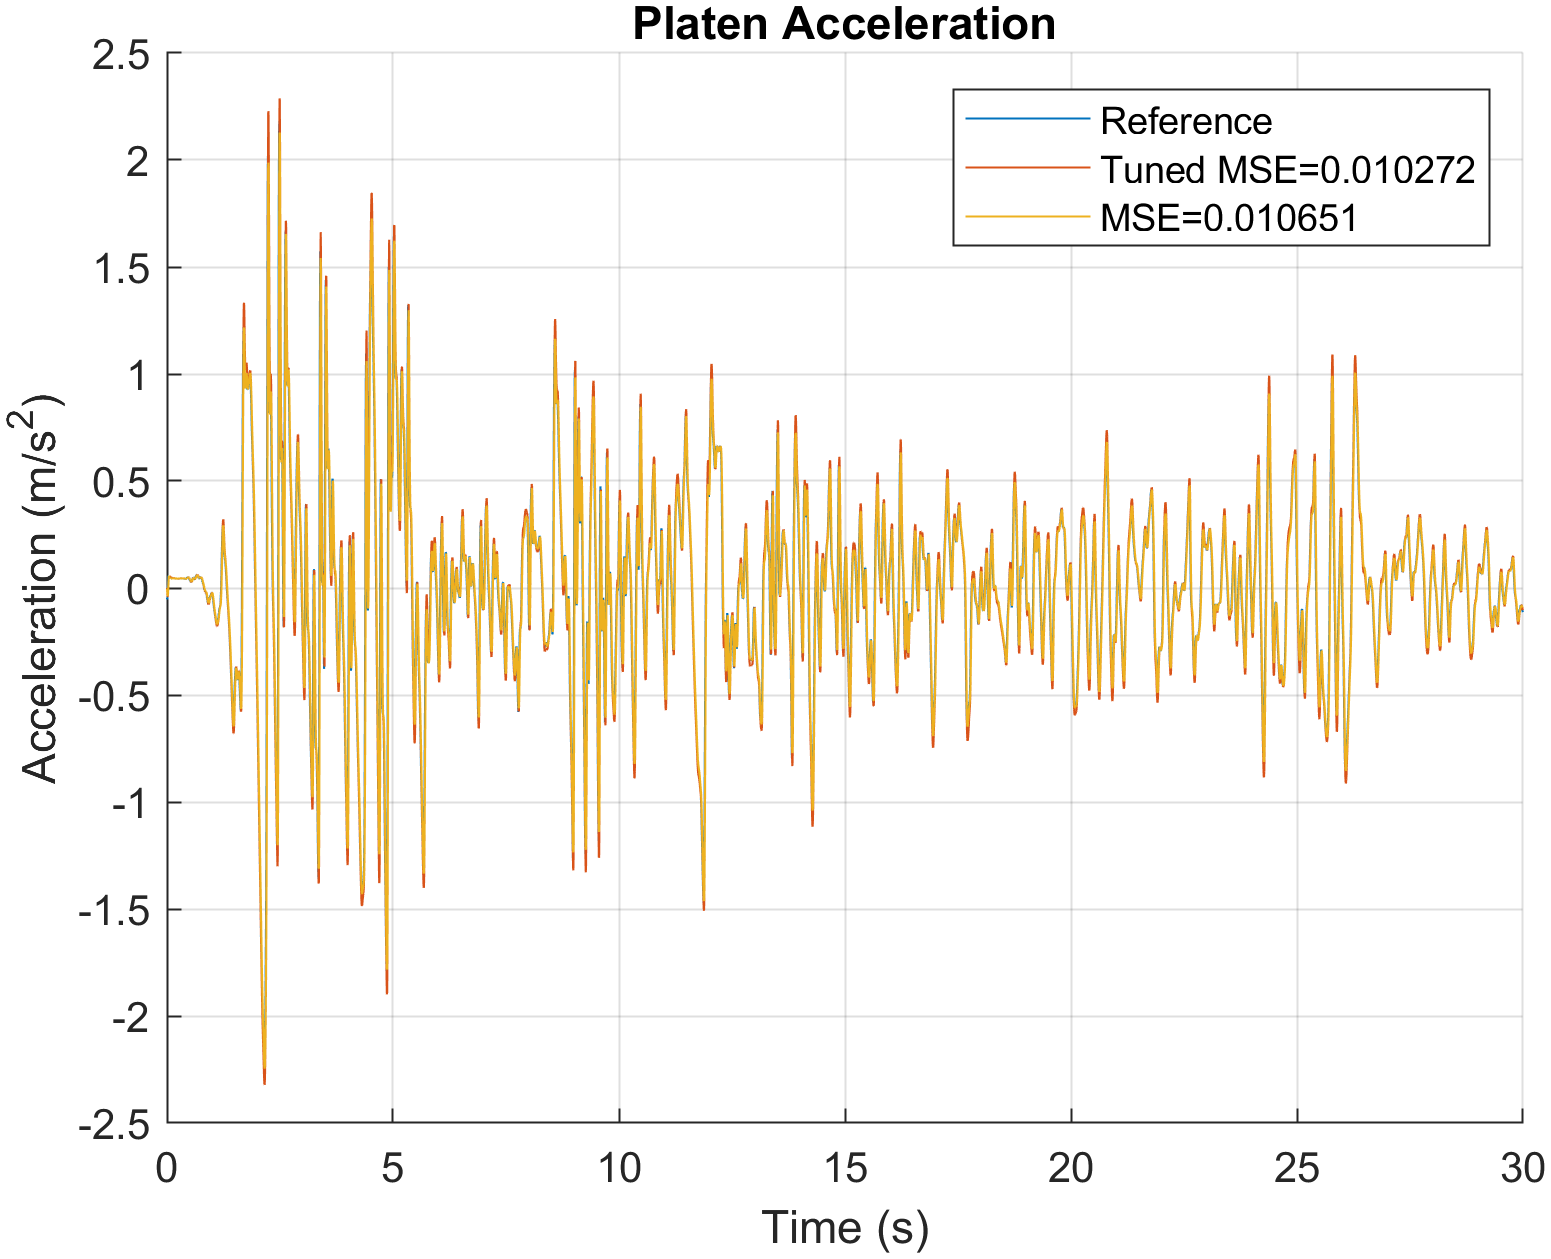 Platen Acceleration
2.5
2
1.5
1
0.5
0
-0.5
-1
-1.5
-2
-2.5
Acceleration (m/s²)
Reference
Tuned MSE=0.010272
MSE=0.010651
0 5 10 15 20 25 30
Time (s)